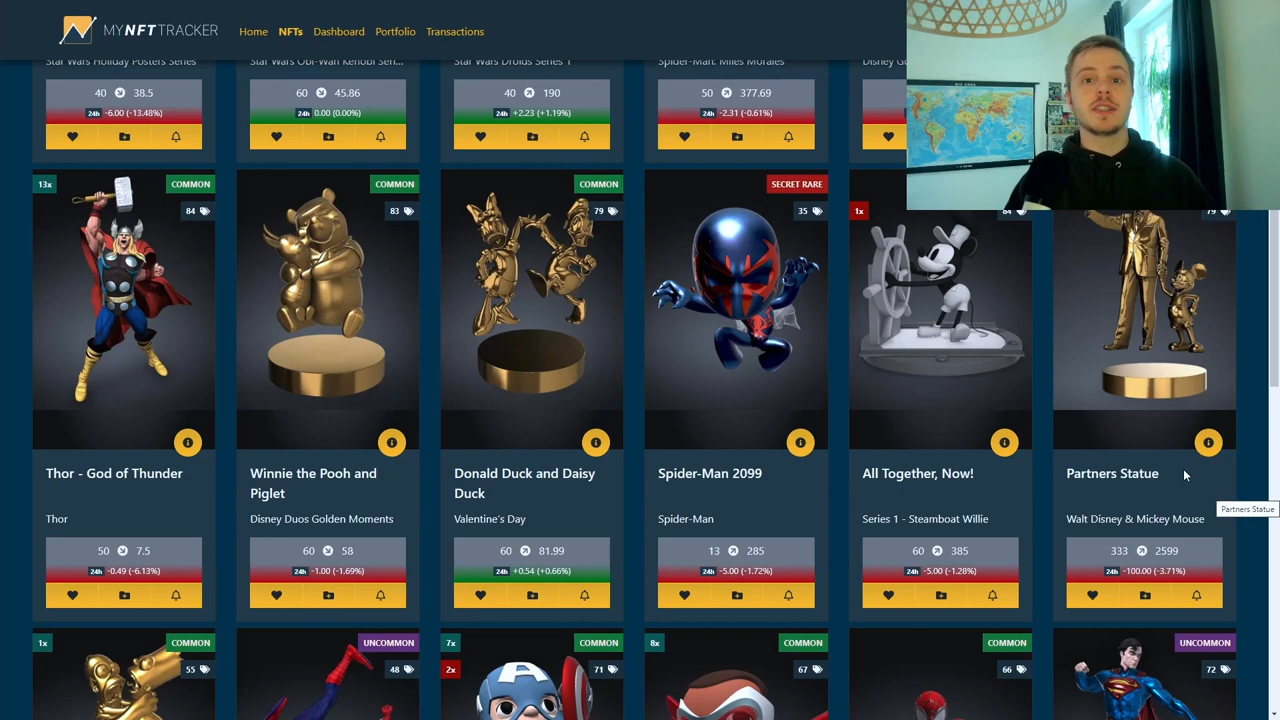 MYNFTTRACKER
Home NFTs Dashboard Portfolio Transactions
Star Wars Holiday Posters Series
Star Wars Obi-Wan Kenobi Seri...
Star Wars Droids Series 1
Spider-Man: Miles Morales
40 38.5
24h -6.00 (-13.48%)
60 45.86
24h 0.00 (0.00%)
40 190
24h +2.23 (+1.19%)
50 377.69
24h -2.31 (-0.61%)
13x COMMON
84
Thor - God of Thunder
Thor
50 7.5
24h -0.49 (-6.13%)
COMMON
83
Winnie the Pooh and
Piglet
Disney Duos Golden Moments
60 58
24h -1.00 (-1.69%)
COMMON
79
Donald Duck and Daisy
Duck
Valentine's Day
60 81.99
24h +0.54 (+0.66%)
SECRET RARE
35
Spider-Man 2099
Spider-Man
13 285
24h -5.00 (-1.72%)
1x
84
All Together, Now!
Series 1 - Steamboat Willie
60 385
24h -5.00 (-1.28%)
79
Partners Statue
Partners Statue
Walt Disney & Mickey Mouse
333 2599
24h -100.00 (-3.71%)
1x COMMON
55
UNCOMMON
48
7x COMMON
2x 71
8x COMMON
67
COMMON
66
UNCOMMON
72